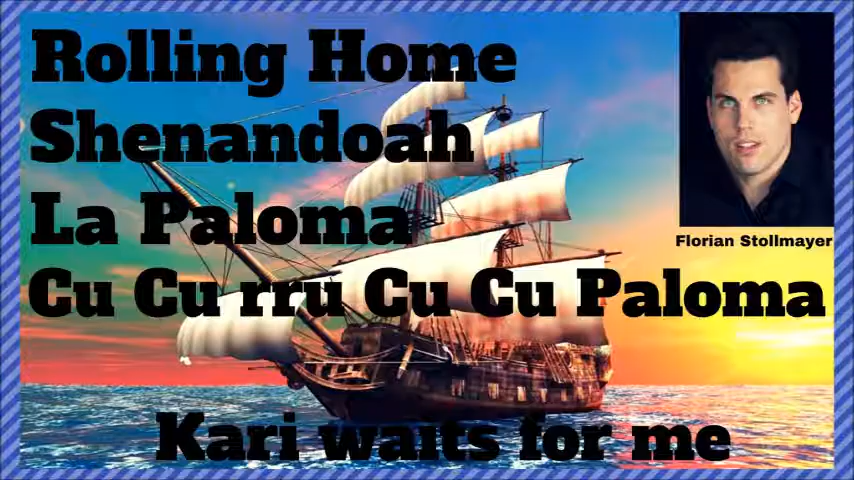 Rolling Home
Shenandoah
La Paloma
Cu Cu rru Cu Cu Paloma
Kari waits for me
Florian Stollmayer